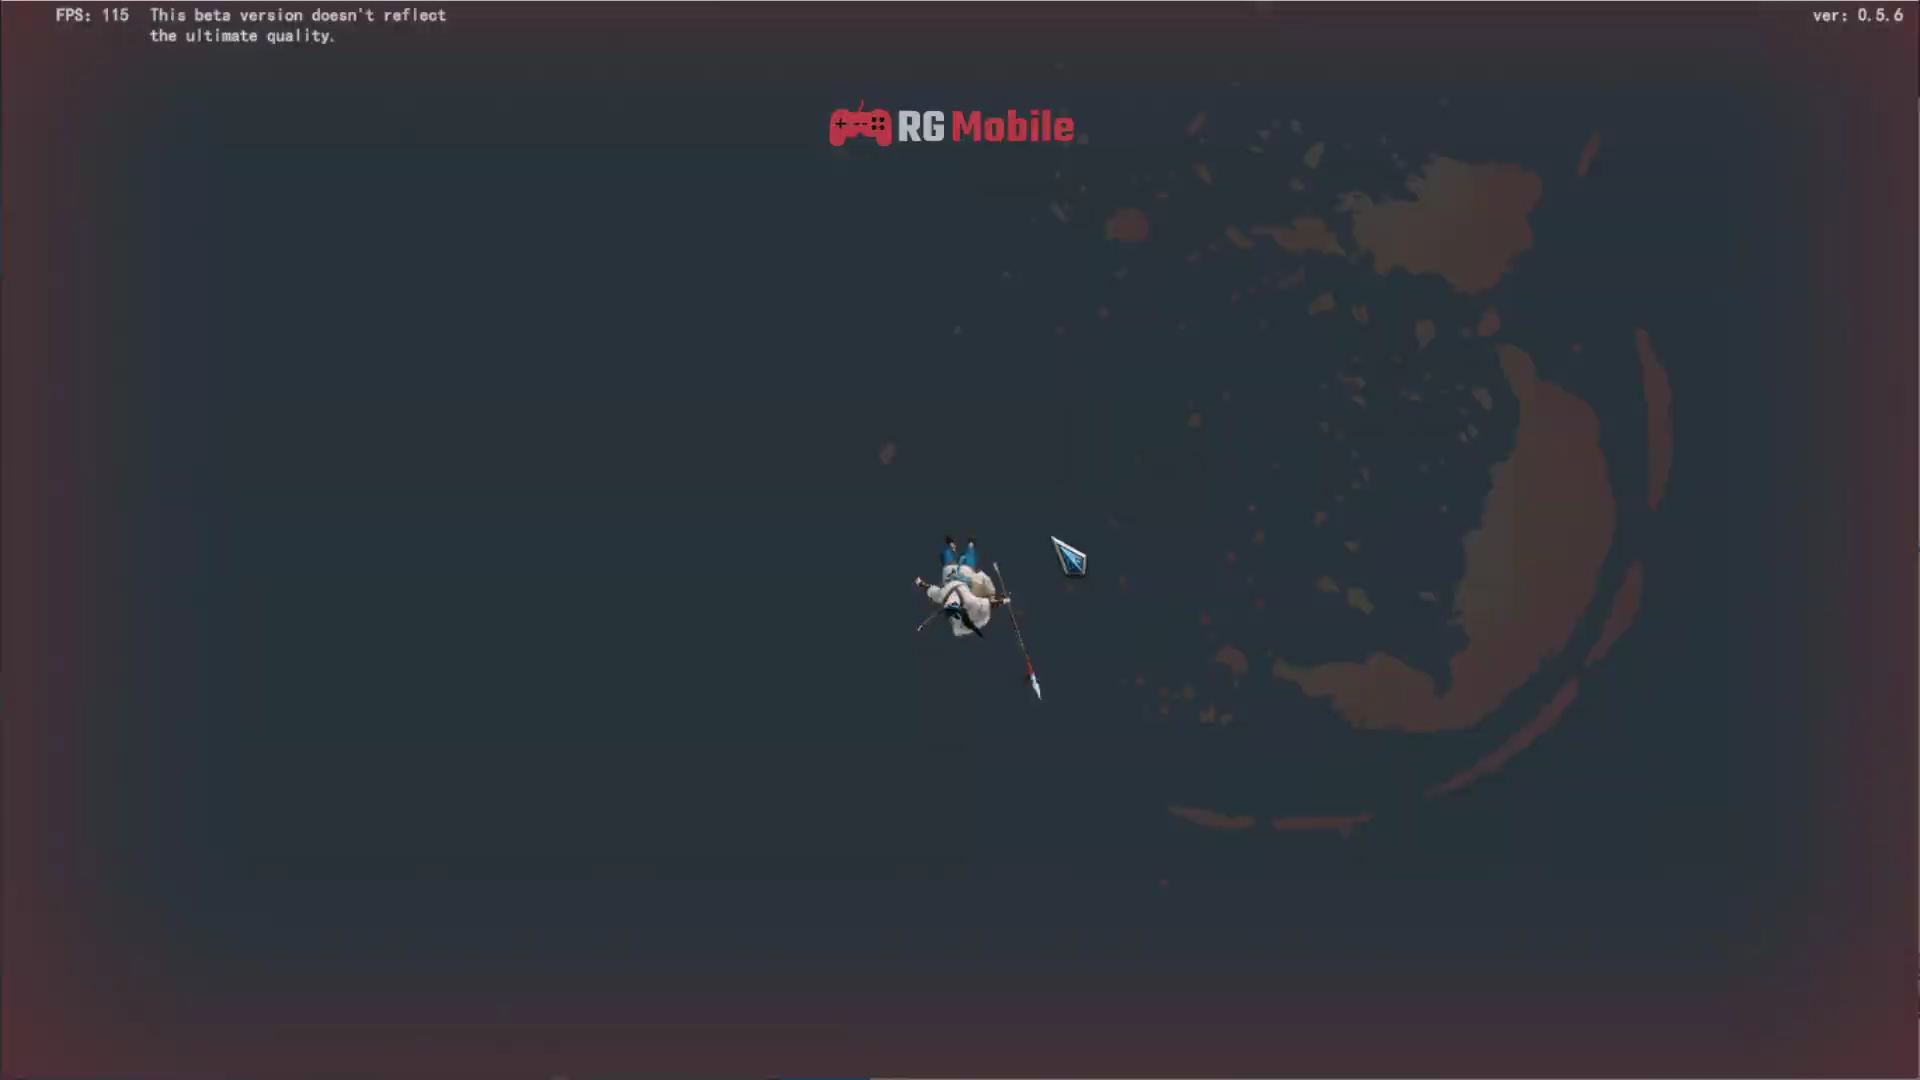 FPS: 115
This beta version doesn't reflect
the ultimate quality.
ver: 0.5.6
RG Mobile